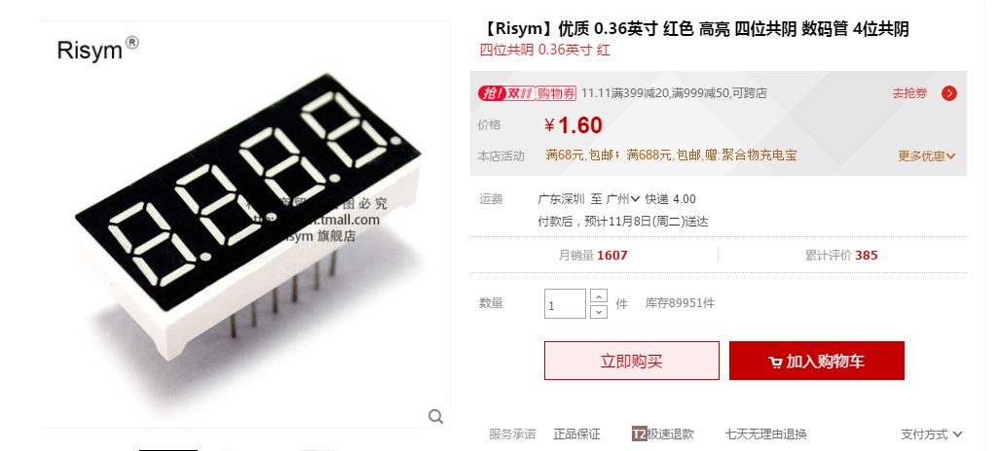 Risym®
【Risym】优质 0.36英寸 红色 高亮 四位共阴 数码管 4位共阴
四位共阴 0.36英寸 红
抢! 双11 购物券 11.11满399减20,满999减50,可跨店 去抢券
价格 ¥1.60
本店活动 满68元,包邮；满688元,包邮,赠:聚合物充电宝 更多优惠
运费 广东深圳 至 广州 快递 4.00
付款后，预计11月8日(周二)送达
月销量 1607 累计评价 385
数量 1 件 库存89951件
图 必 究
.tmall.com
旗舰店
立即购买 加入购物车
服务承诺 正品保证 T2极速退款 七天无理由退换 支付方式